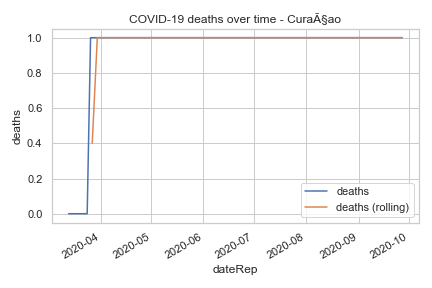 COVID-19 deaths over time - CuraÃ§ao
1.0
0.8
0.6
0.4
0.2
0.0
deaths
deaths
deaths (rolling)
2020-04
2020-05
2020-06
2020-07
2020-08
2020-09
2020-10
dateRep